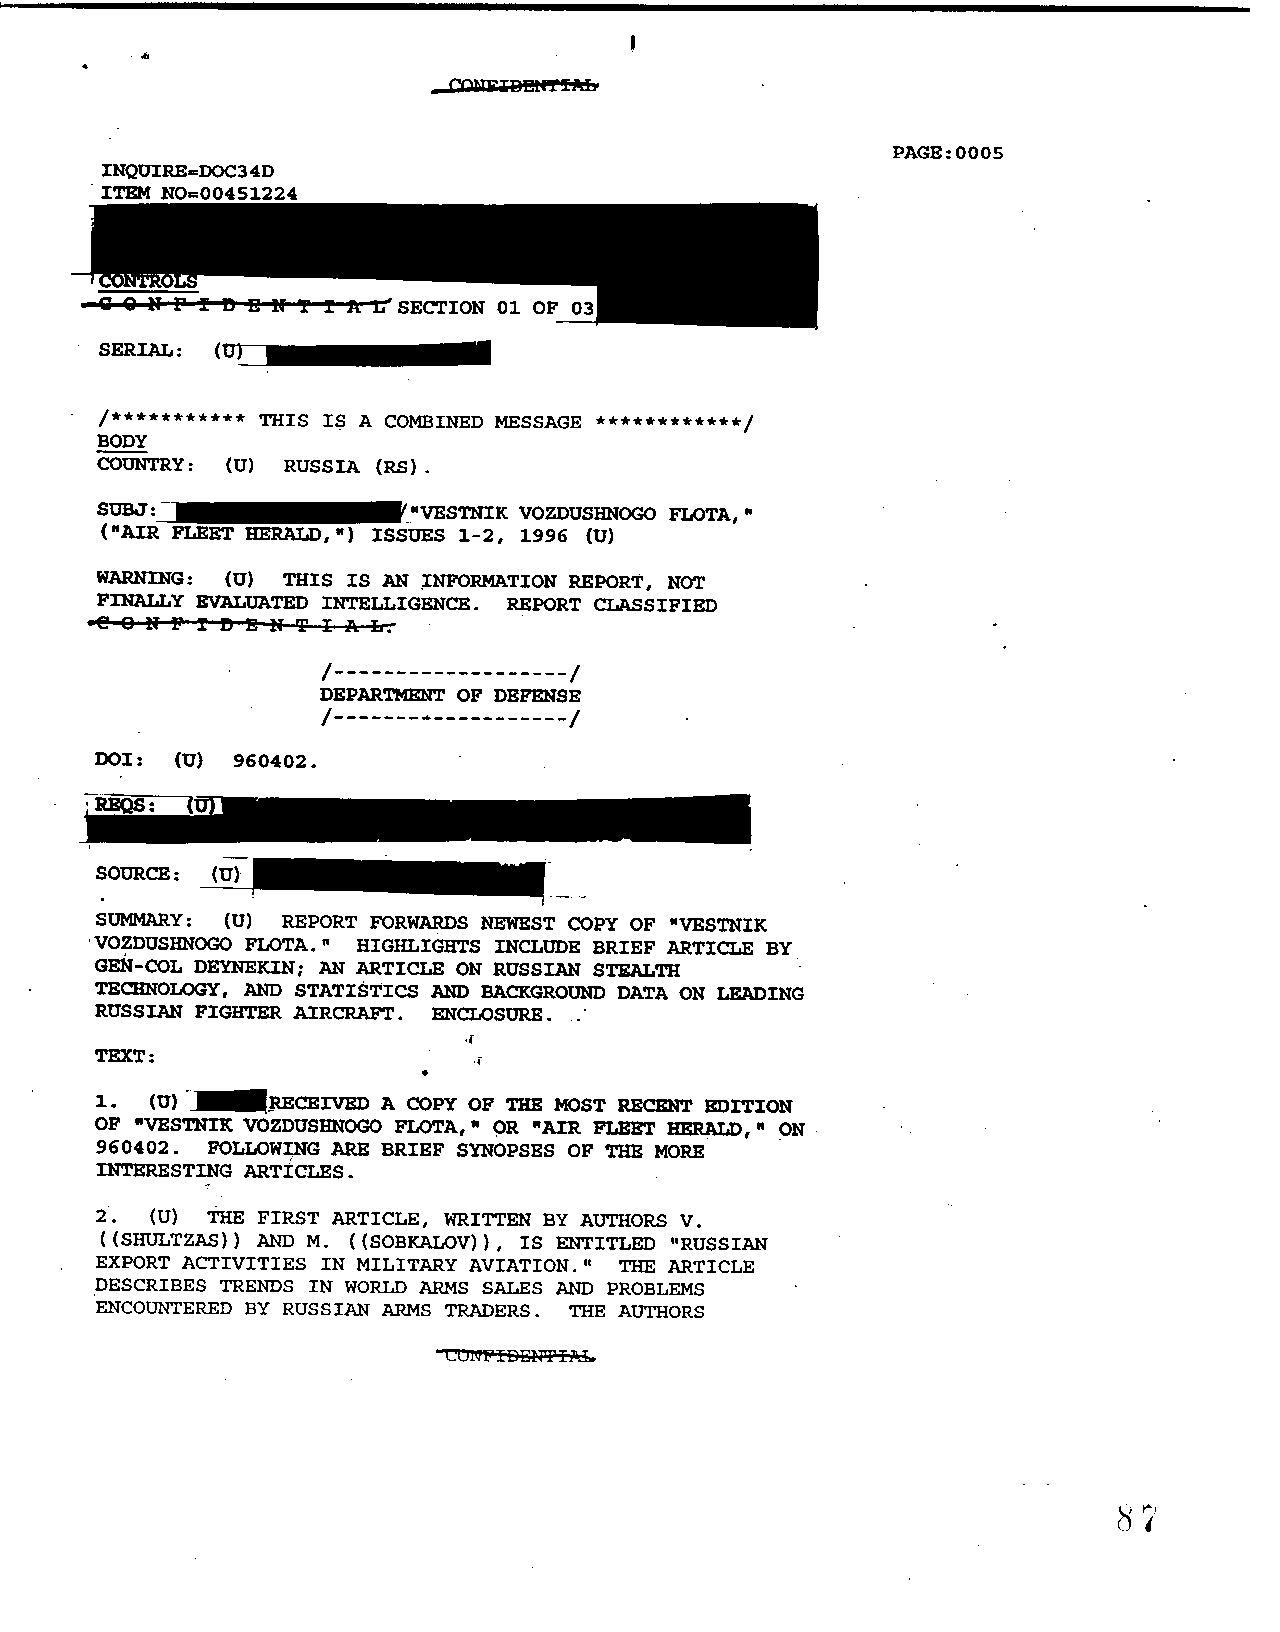 CONFIDENTIAL
PAGE:0005
INQUIRE=DOC34D
ITEM NO=00451224
CONTROLS
C O N F I D E N T I A L SECTION 01 OF 03
SERIAL: (U)
/*********** THIS IS A COMBINED MESSAGE ************/
BODY
COUNTRY: (U) RUSSIA (RS).
SUBJ: /"VESTNIK VOZDUSHNOGO FLOTA,"
("AIR FLEET HERALD,") ISSUES 1-2, 1996 (U)
WARNING: (U) THIS IS AN INFORMATION REPORT, NOT
FINALLY EVALUATED INTELLIGENCE. REPORT CLASSIFIED
C O N F I D E N T I A L.
/-------------------/
DEPARTMENT OF DEFENSE
/-------------------/
DOI: (U) 960402.
REQS: (U)
SOURCE: (U)
SUMMARY: (U) REPORT FORWARDS NEWEST COPY OF "VESTNIK
VOZDUSHNOGO FLOTA." HIGHLIGHTS INCLUDE BRIEF ARTICLE BY
GEN-COL DEYNEKIN; AN ARTICLE ON RUSSIAN STEALTH
TECHNOLOGY, AND STATISTICS AND BACKGROUND DATA ON LEADING
RUSSIAN FIGHTER AIRCRAFT. ENCLOSURE.
TEXT:
1. (U) RECEIVED A COPY OF THE MOST RECENT EDITION
OF "VESTNIK VOZDUSHNOGO FLOTA," OR "AIR FLEET HERALD," ON
960402. FOLLOWING ARE BRIEF SYNOPSES OF THE MORE
INTERESTING ARTICLES.
2. (U) THE FIRST ARTICLE, WRITTEN BY AUTHORS V.
((SHULTZAS)) AND M. ((SOBKALOV)), IS ENTITLED "RUSSIAN
EXPORT ACTIVITIES IN MILITARY AVIATION." THE ARTICLE
DESCRIBES TRENDS IN WORLD ARMS SALES AND PROBLEMS
ENCOUNTERED BY RUSSIAN ARMS TRADERS. THE AUTHORS
CONFIDENTIAL
87